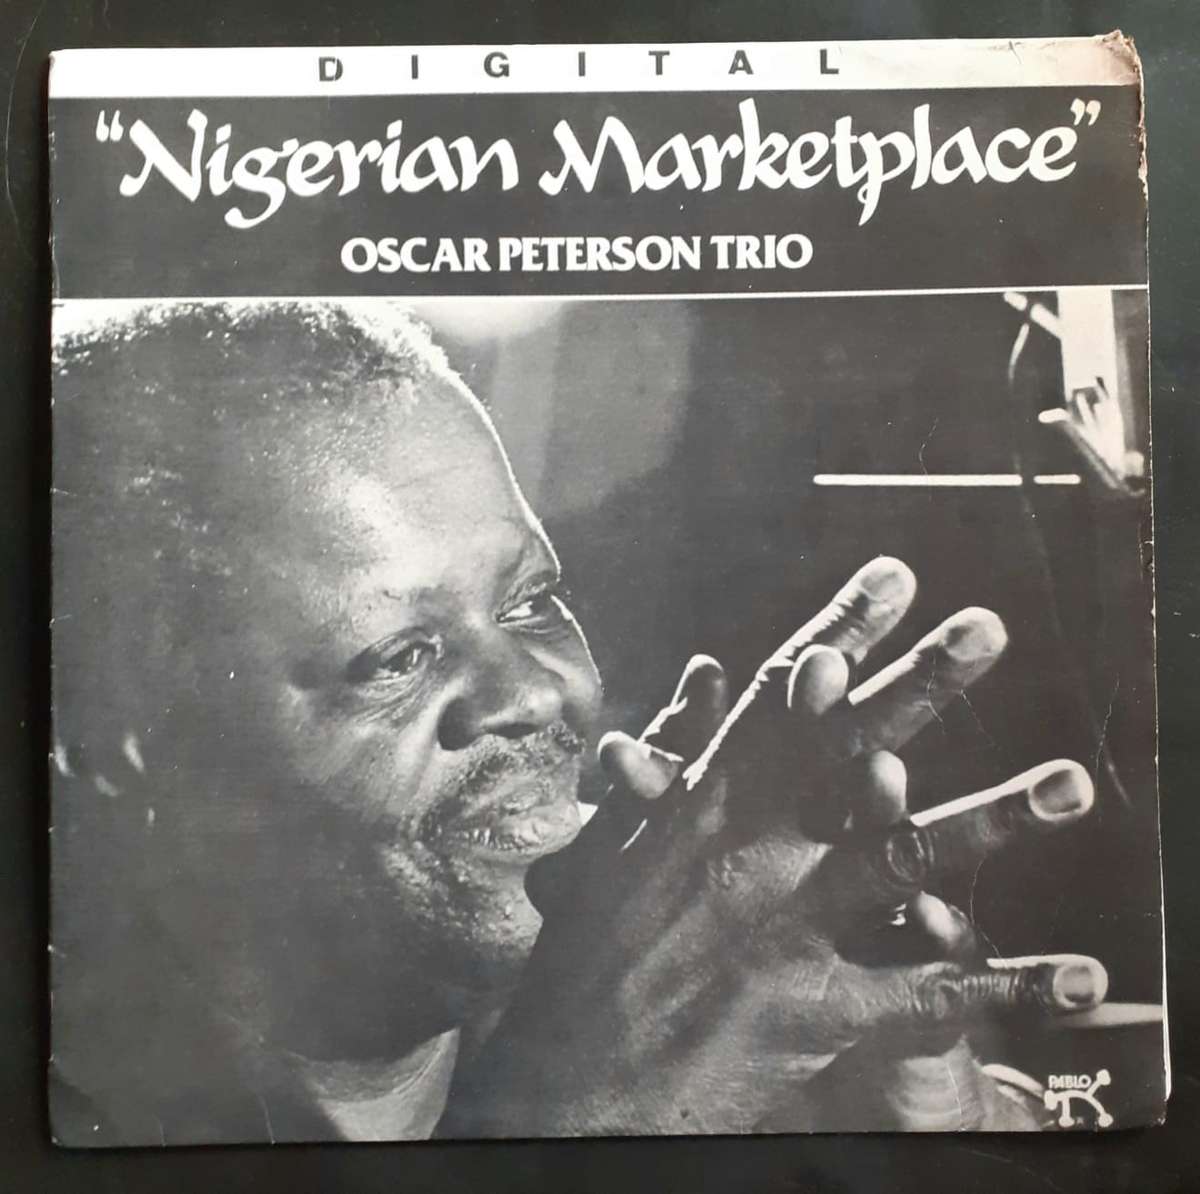 DIGITAL
“Nigerian Marketplace”
OSCAR PETERSON TRIO
PABLO